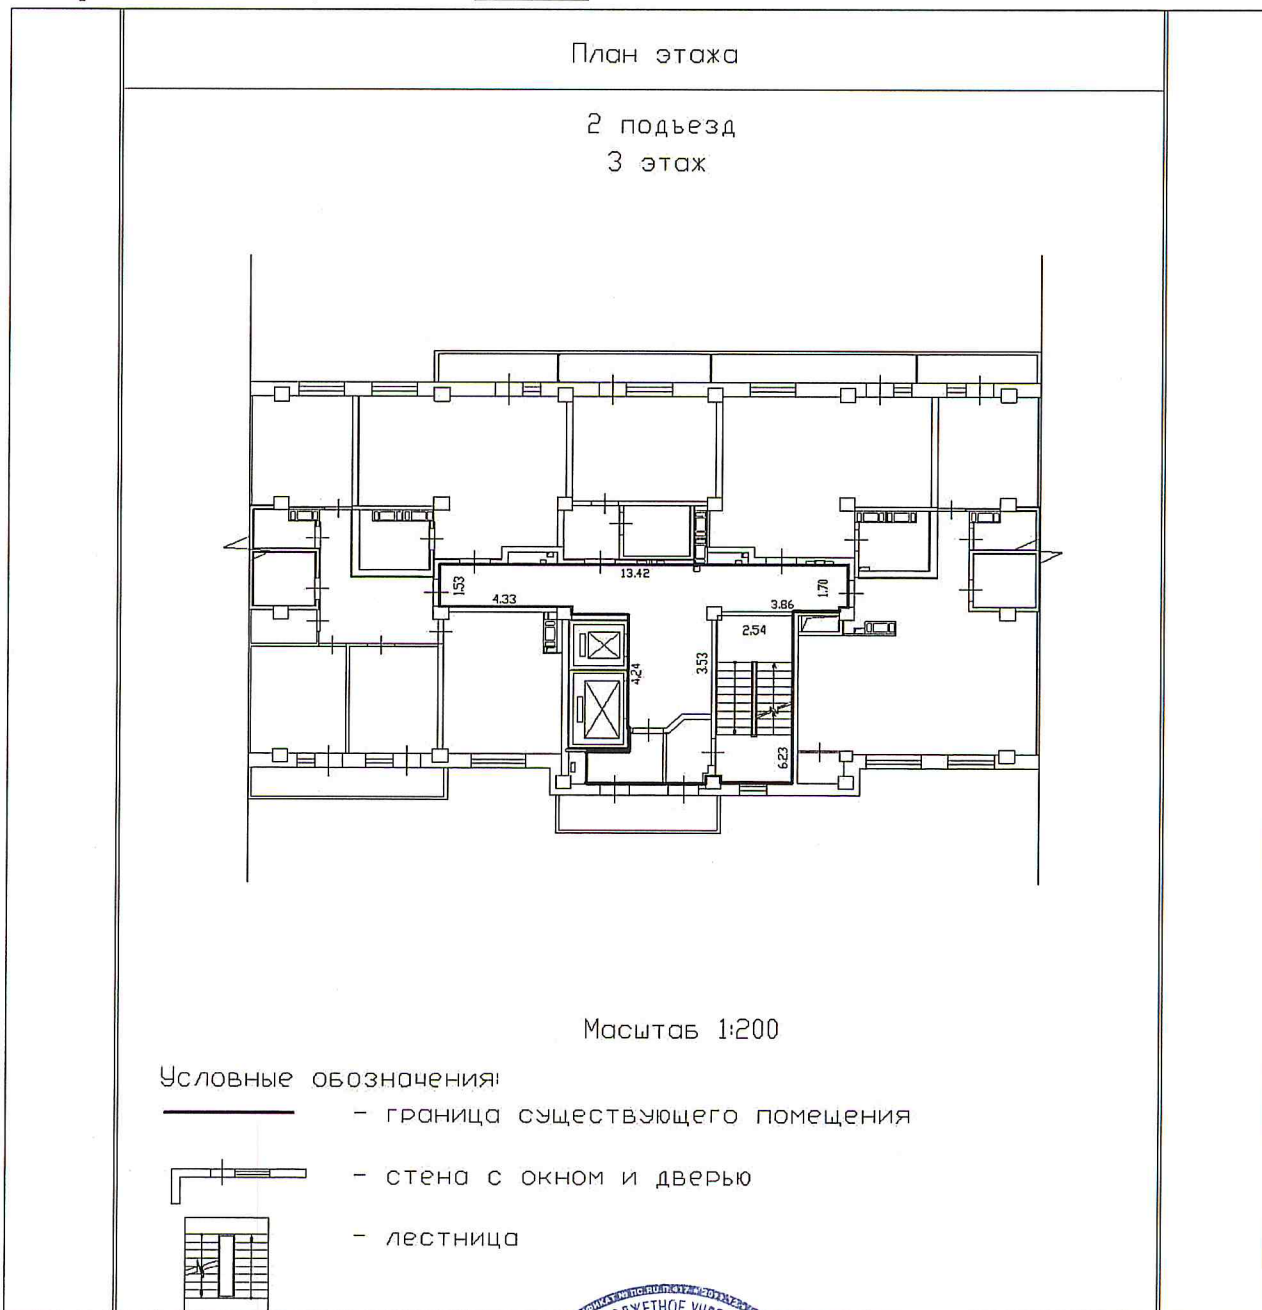 План этажа
2 подъезд
3 этаж
13.42
1.53
4.33
3.86
1.70
2.54
4.24
3.53
6.23
Масштаб 1:200
Условные обозначения:
- граница существующего помещения
- стена с окном и дверью
- лестница